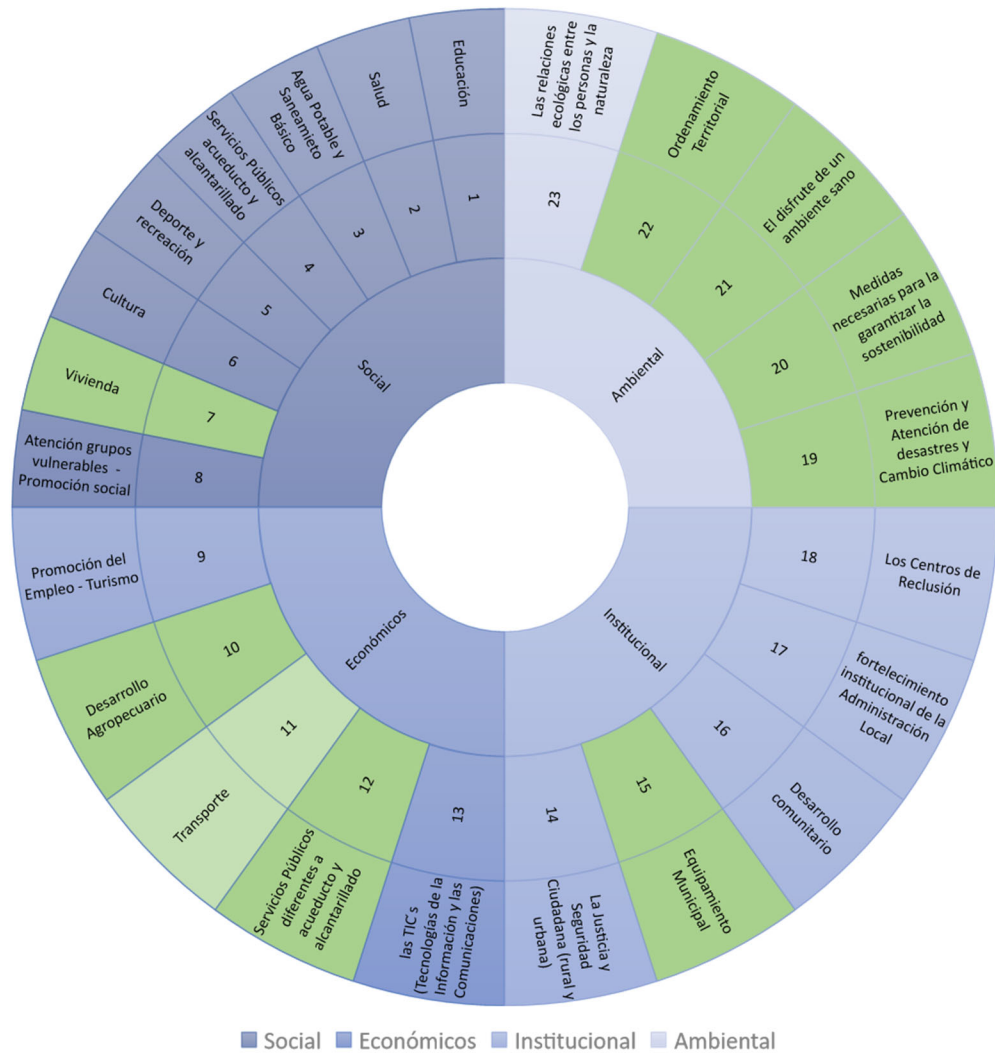 Educación
1
Salud
2
Agua Potable y
Saneamieto
Básico
3
Servicios Públicos
acueducto y
alcantarillado
4
Deporte y
recreación
5
Cultura
6
Vivienda
7
Atención grupos
vulnerables -
Promoción social
8
Social
Promoción del
Empleo - Turismo
9
Desarrollo
Agropecuario
10
Transporte
11
Servicios Públicos
diferentes a
acueducto y
alcantarillado
12
las TIC´s
(Tecnologías de la
Información y las
Comunicaciones)
13
Económicos
La Justicia y
Seguridad
Ciudadana (rural y
urbana)
14
Equipamiento
Municipal
15
Desarrollo
comunitario
16
fortelecimiento
institucional de la
Administración
Local
17
Los Centros de
Reclusión
18
Institucional
Prevención y
Atención de
desastres y
Cambio Climático
19
Medidas
necesarias para la
garantizar la
sostenibilidad
20
El disfrute de un
ambiente sano
21
Ordenamiento
Territorial
22
Las relaciones
ecológicas entre
los personas y la
naturaleza
23
Ambiental
Social Económicos Institucional Ambiental